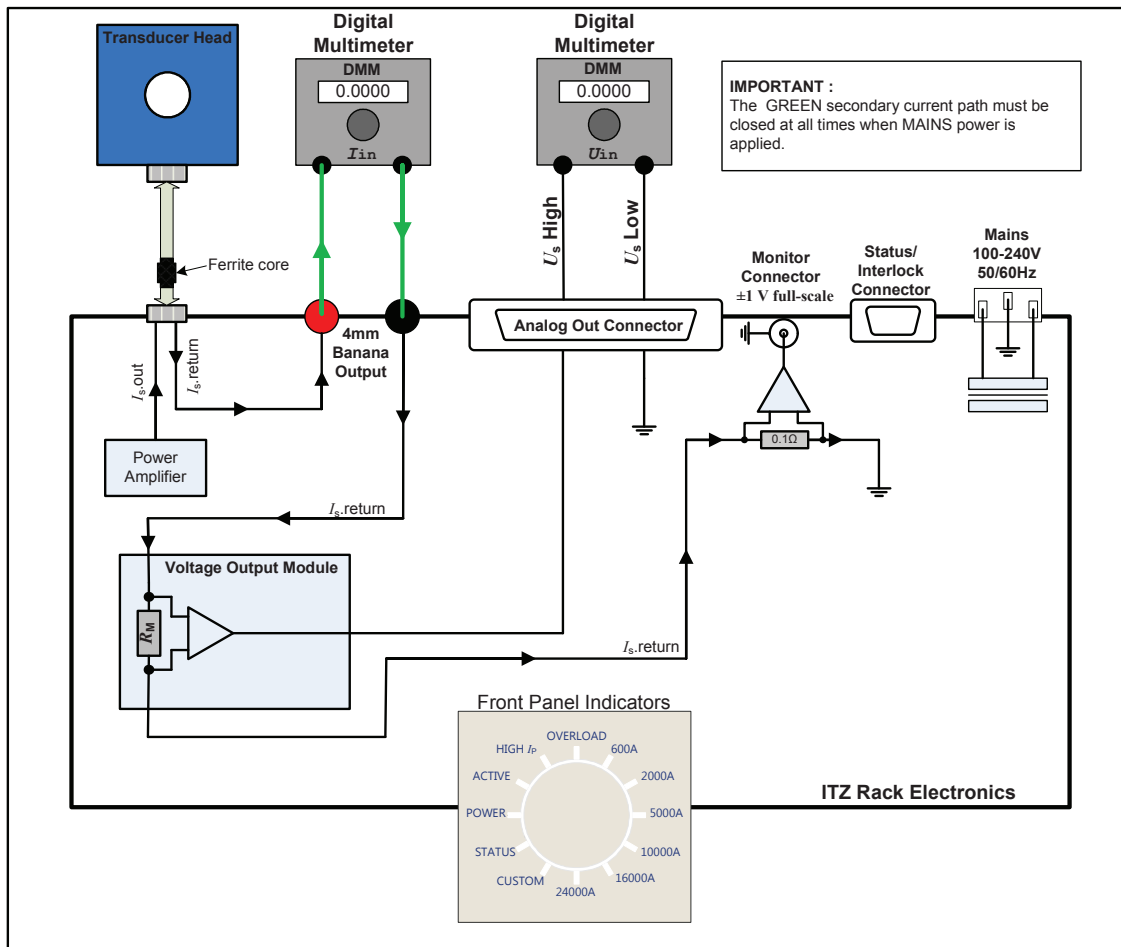 Transducer Head
Digital
Multimeter
DMM
0.0000
Iin
Digital
Multimeter
DMM
0.0000
Uin
IMPORTANT :
The GREEN secondary current path must be
closed at all times when MAINS power is
applied.
Ferrite core
Us High
Us Low
Monitor
Connector
±1 V full-scale
Status/
Interlock
Connector
Mains
100-240V
50/60Hz
4mm
Banana
Output
Analog Out Connector
Is.out
Is.return
Power
Amplifier
0.1Ω
Is.return
Voltage Output Module
RM
Is.return
Front Panel Indicators
OVERLOAD
HIGH IP
600A
ACTIVE
2000A
POWER
5000A
STATUS
10000A
CUSTOM
16000A
24000A
ITZ Rack Electronics